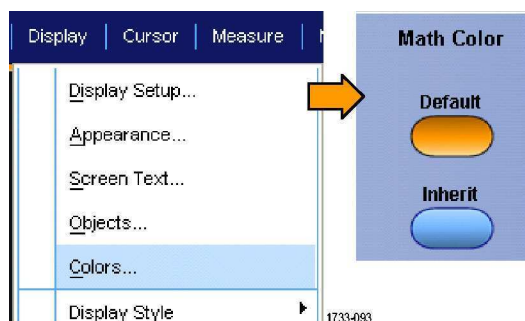 Display Cursor Measure
Display Setup...
Appearance...
Screen Text...
Objects...
Colors...
Display Style
Math Color
Default
Inherit
1733-093